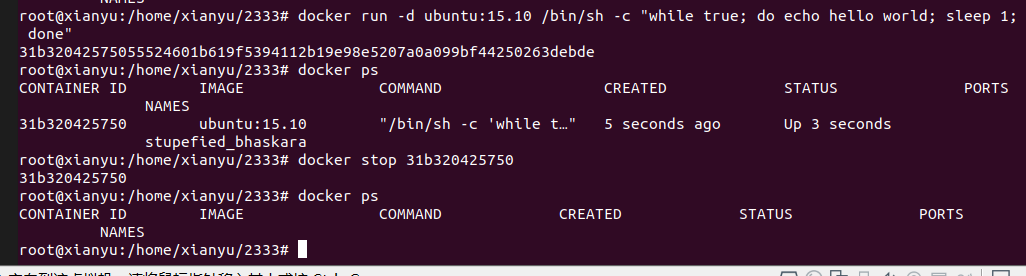 NAMES
root@xianyu:/home/xianyu/2333# docker run -d ubuntu:15.10 /bin/sh -c "while true; do echo hello world; sleep 1;
done"
31b32042575055524601b619f5394112b19e98e5207a0a099bf44250263debde
root@xianyu:/home/xianyu/2333# docker ps
CONTAINER ID IMAGE COMMAND CREATED STATUS PORTS
NAMES
31b320425750 ubuntu:15.10 "/bin/sh -c 'while t…" 5 seconds ago Up 3 seconds
stupefied_bhaskara
root@xianyu:/home/xianyu/2333# docker stop 31b320425750
31b320425750
root@xianyu:/home/xianyu/2333# docker ps
CONTAINER ID IMAGE COMMAND CREATED STATUS PORTS
NAMES
root@xianyu:/home/xianyu/2333#